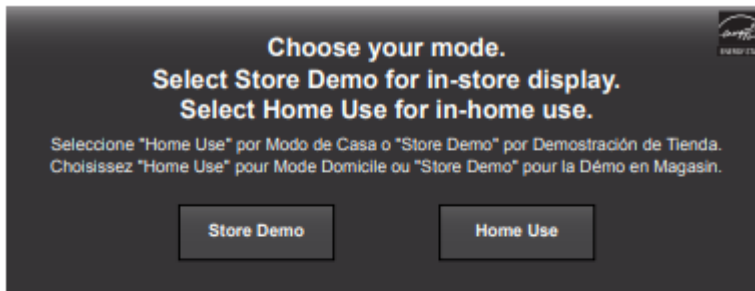 Choose your mode.
Select Store Demo for in-store display.
Select Home Use for in-home use.
Seleccione "Home Use" por Modo de Casa o "Store Demo" por Demostración de Tienda.
Choisissez "Home Use" pour Mode Domicile ou "Store Demo" pour la Démo en Magasin.
Store Demo
Home Use